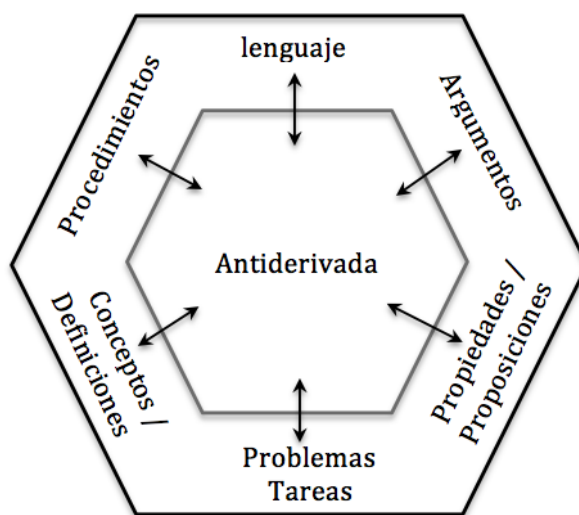 lenguaje
Procedimientos
Argumentos
Antiderivada
Conceptos /
Definiciones
Propiedades /
Proposiciones
Problemas
Tareas